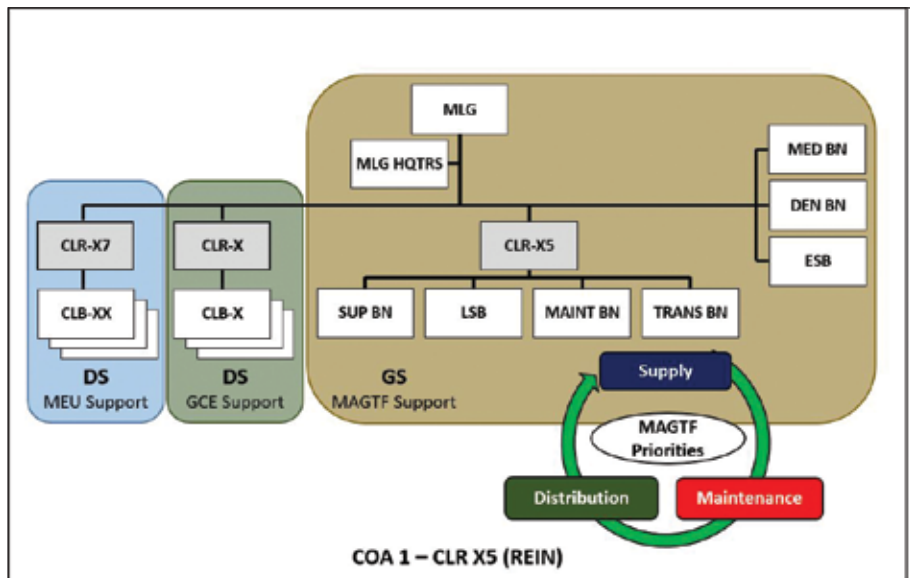 MLG
MLG HQTRS
MED BN
DEN BN
ESB
CLR-X7
CLR-X
CLR-X5
CLB-XX
CLB-X
SUP BN
LSB
MAINT BN
TRANS BN
DS
MEU Support
DS
GCE Support
GS
MAGTF Support
Supply
MAGTF
Priorities
Distribution
Maintenance
COA 1 – CLR X5 (REIN)